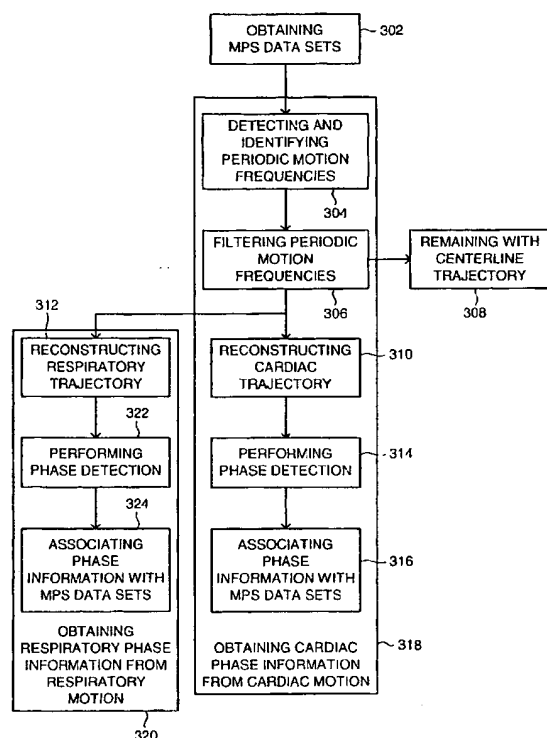 OBTAINING
MPS DATA SETS
302
DETECTING AND
IDENTIFYING
PERIODIC MOTION
FREQUENCIES
304
FILTERING PERIODIC
MOTION
FREQUENCIES
306
REMAINING WITH
CENTERLINE
TRAJECTORY
308
312
RECONSTRUCTING
RESPIRATORY
TRAJECTORY
RECONSTRUCTING
CARDIAC
TRAJECTORY
310
322
PERFORMING
PHASE DETECTION
PERFOHMING
PHASE DETECTION
314
324
ASSOCIATING
PHASE
INFORMATION WITH
MPS DATA SETS
ASSOCIATING
PHASE
INFORMATION WITH
MPS DATA SETS
316
OBTAINING
RESPIRATORY PHASE
INFORMATION FROM
RESPIRATORY
MOTION
320
OBTAINING CARDIAC
PHASE INFORMATION
FROM CARDIAC MOTION
318